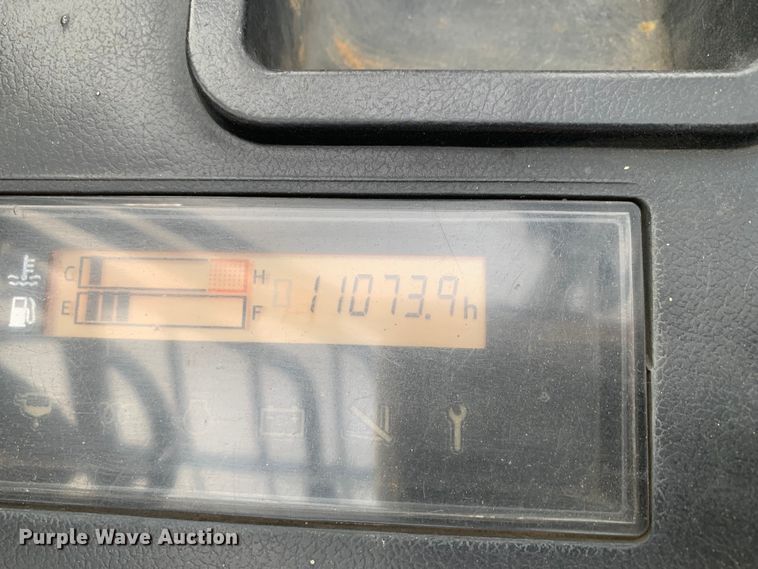 C H 11073.9h
E F
Purple Wave Auction®